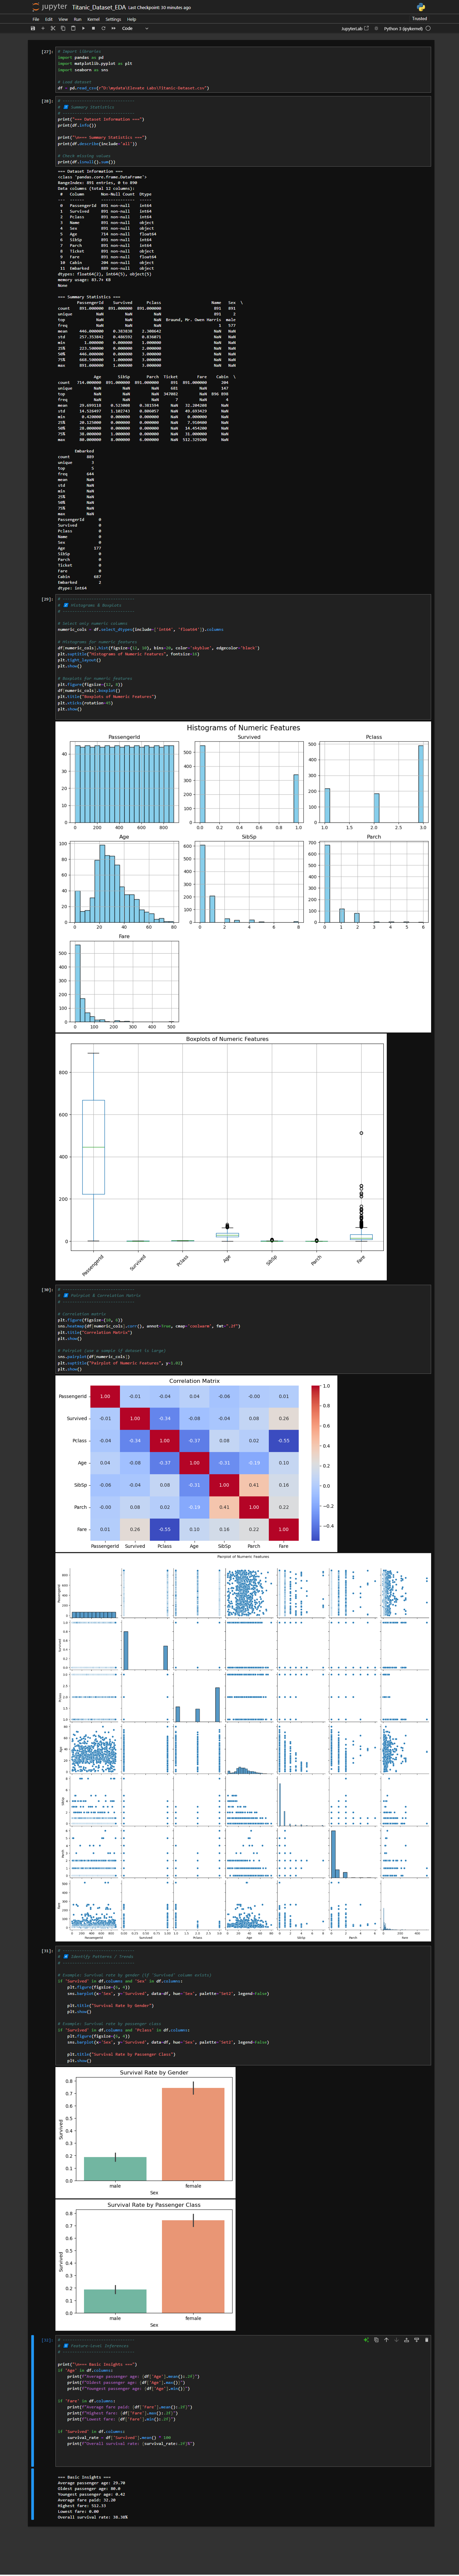 jupyter Titanic_Dataset_EDA Last Checkpoint: 30 minutes ago
File Edit View Run Kernel Settings Help Trusted
Code JupyterLab Python 3 (ipykernel)
[27]: # Import libraries
import pandas as pd
import matplotlib.pyplot as plt
import seaborn as sns
# Load dataset
df = pd.read_csv(r"D:\mydata\Elevate Labs\Titanic-Dataset.csv")
[28]: # ------------------------------
# Summary Statistics
# ------------------------------
print("=== Dataset Information ===")
print(df.info())
print("\n=== Summary Statistics ===")
print(df.describe(include='all'))
# Check missing values
print(df.isnull().sum())
=== Dataset Information ===
<class 'pandas.core.frame.DataFrame'>
RangeIndex: 891 entries, 0 to 890
Data columns (total 12 columns):
# Column Non-Null Count Dtype
--- ------ -------------- -----
0 PassengerId 891 non-null int64
1 Survived 891 non-null int64
2 Pclass 891 non-null int64
3 Name 891 non-null object
4 Sex 891 non-null object
5 Age 714 non-null float64
6 SibSp 891 non-null int64
7 Parch 891 non-null int64
8 Ticket 891 non-null object
9 Fare 891 non-null float64
10 Cabin 204 non-null object
11 Embarked 889 non-null object
dtypes: float64(2), int64(5), object(5)
memory usage: 83.7+ KB
None
=== Summary Statistics ===
PassengerId Survived Pclass Name Sex \
count 891.000000 891.000000 891.000000 891 891
unique NaN NaN NaN 891 2
top NaN NaN NaN Braund, Mr. Owen Harris male
freq NaN NaN NaN 1 577
mean 446.000000 0.383838 2.308642 NaN NaN
std 257.353842 0.486592 0.836071 NaN NaN
min 1.000000 0.000000 1.000000 NaN NaN
25% 223.500000 0.000000 2.000000 NaN NaN
50% 446.000000 0.000000 3.000000 NaN NaN
75% 668.500000 1.000000 3.000000 NaN NaN
max 891.000000 1.000000 3.000000 NaN NaN
Age SibSp Parch Ticket Fare Cabin \
count 714.000000 891.000000 891.000000 891 891.000000 204
unique NaN NaN NaN 681 NaN 147
top NaN NaN NaN 347082 NaN B96 B98
freq NaN NaN NaN 7 NaN 4
mean 29.699118 0.523008 0.381594 NaN 32.204208 NaN
std 14.526497 1.102743 0.806057 NaN 49.693429 NaN
min 0.420000 0.000000 0.000000 NaN 0.000000 NaN
25% 20.125000 0.000000 0.000000 NaN 7.910400 NaN
50% 28.000000 0.000000 0.000000 NaN 14.454200 NaN
75% 38.000000 1.000000 0.000000 NaN 31.000000 NaN
max 80.000000 8.000000 6.000000 NaN 512.329200 NaN
Embarked
count 889
unique 3
top S
freq 644
mean NaN
std NaN
min NaN
25% NaN
50% NaN
75% NaN
max NaN
PassengerId 0
Survived 0
Pclass 0
Name 0
Sex 0
Age 177
SibSp 0
Parch 0
Ticket 0
Fare 0
Cabin 687
Embarked 2
dtype: int64
[29]: # ------------------------------
# Histograms & Boxplots
# ------------------------------
# Select only numeric columns
numeric_cols = df.select_dtypes(include=['int64', 'float64']).columns
# Histograms for numeric features
df[numeric_cols].hist(figsize=(12, 10), bins=20, color='skyblue', edgecolor='black')
plt.suptitle("Histograms of Numeric Features", fontsize=16)
plt.tight_layout()
plt.show()
# Boxplots for numeric features
plt.figure(figsize=(12, 8))
df[numeric_cols].boxplot()
plt.title("Boxplots of Numeric Features")
plt.xticks(rotation=45)
plt.show()
Histograms of Numeric Features
PassengerId Survived Pclass
Age SibSp Parch
Fare
Boxplots of Numeric Features
PassengerId Survived Pclass Age SibSp Parch Fare
[30]: # ------------------------------
# Pairplot & Correlation Matrix
# ------------------------------
# Correlation matrix
plt.figure(figsize=(10, 6))
sns.heatmap(df[numeric_cols].corr(), annot=True, cmap='coolwarm', fmt=".2f")
plt.title("Correlation Matrix")
plt.show()
# Pairplot (use a sample if dataset is large)
sns.pairplot(df[numeric_cols])
plt.suptitle("Pairplot of Numeric Features", y=1.02)
plt.show()
Correlation Matrix
PassengerId 1.00 -0.01 -0.04 0.04 -0.06 -0.00 0.01
Survived -0.01 1.00 -0.34 -0.08 -0.04 0.08 0.26
Pclass -0.04 -0.34 1.00 -0.37 0.08 0.02 -0.55
Age 0.04 -0.08 -0.37 1.00 -0.31 -0.19 0.10
SibSp -0.06 -0.04 0.08 -0.31 1.00 0.41 0.16
Parch -0.00 0.08 0.02 -0.19 0.41 1.00 0.22
Fare 0.01 0.26 -0.55 0.10 0.16 0.22 1.00
PassengerId Survived Pclass Age SibSp Parch Fare
Pairplot of Numeric Features
[31]: # ------------------------------
# Identify Patterns / Trends
# ------------------------------
# Example: Survival rate by gender (if 'Survived' column exists)
if 'Survived' in df.columns and 'Sex' in df.columns:
plt.figure(figsize=(6, 4))
sns.barplot(x='Sex', y='Survived', data=df, hue='Sex', palette='Set2', legend=False)
plt.title("Survival Rate by Gender")
plt.show()
# Example: Survival rate by passenger class
if 'Survived' in df.columns and 'Pclass' in df.columns:
plt.figure(figsize=(6, 4))
sns.barplot(x='Sex', y='Survived', data=df, hue='Sex', palette='Set2', legend=False)
plt.title("Survival Rate by Passenger Class")
plt.show()
Survival Rate by Gender
Survived
male female
Sex
Survival Rate by Passenger Class
Survived
male female
Sex
[32]: # ------------------------------
# Feature-level Inferences
# ------------------------------
print("\n=== Basic Insights ===")
if 'Age' in df.columns:
print(f"Average passenger age: {df['Age'].mean():.2f}")
print(f"Oldest passenger age: {df['Age'].max()}")
print(f"Youngest passenger age: {df['Age'].min()}")
if 'Fare' in df.columns:
print(f"Average fare paid: {df['Fare'].mean():.2f}")
print(f"Highest fare: {df['Fare'].max():.2f}")
print(f"Lowest fare: {df['Fare'].min():.2f}")
if 'Survived' in df.columns:
survival_rate = df['Survived'].mean() * 100
print(f"Overall survival rate: {survival_rate:.2f}%")
=== Basic Insights ===
Average passenger age: 29.70
Oldest passenger age: 80.0
Youngest passenger age: 0.42
Average fare paid: 32.20
Highest fare: 512.33
Lowest fare: 0.00
Overall survival rate: 38.38%